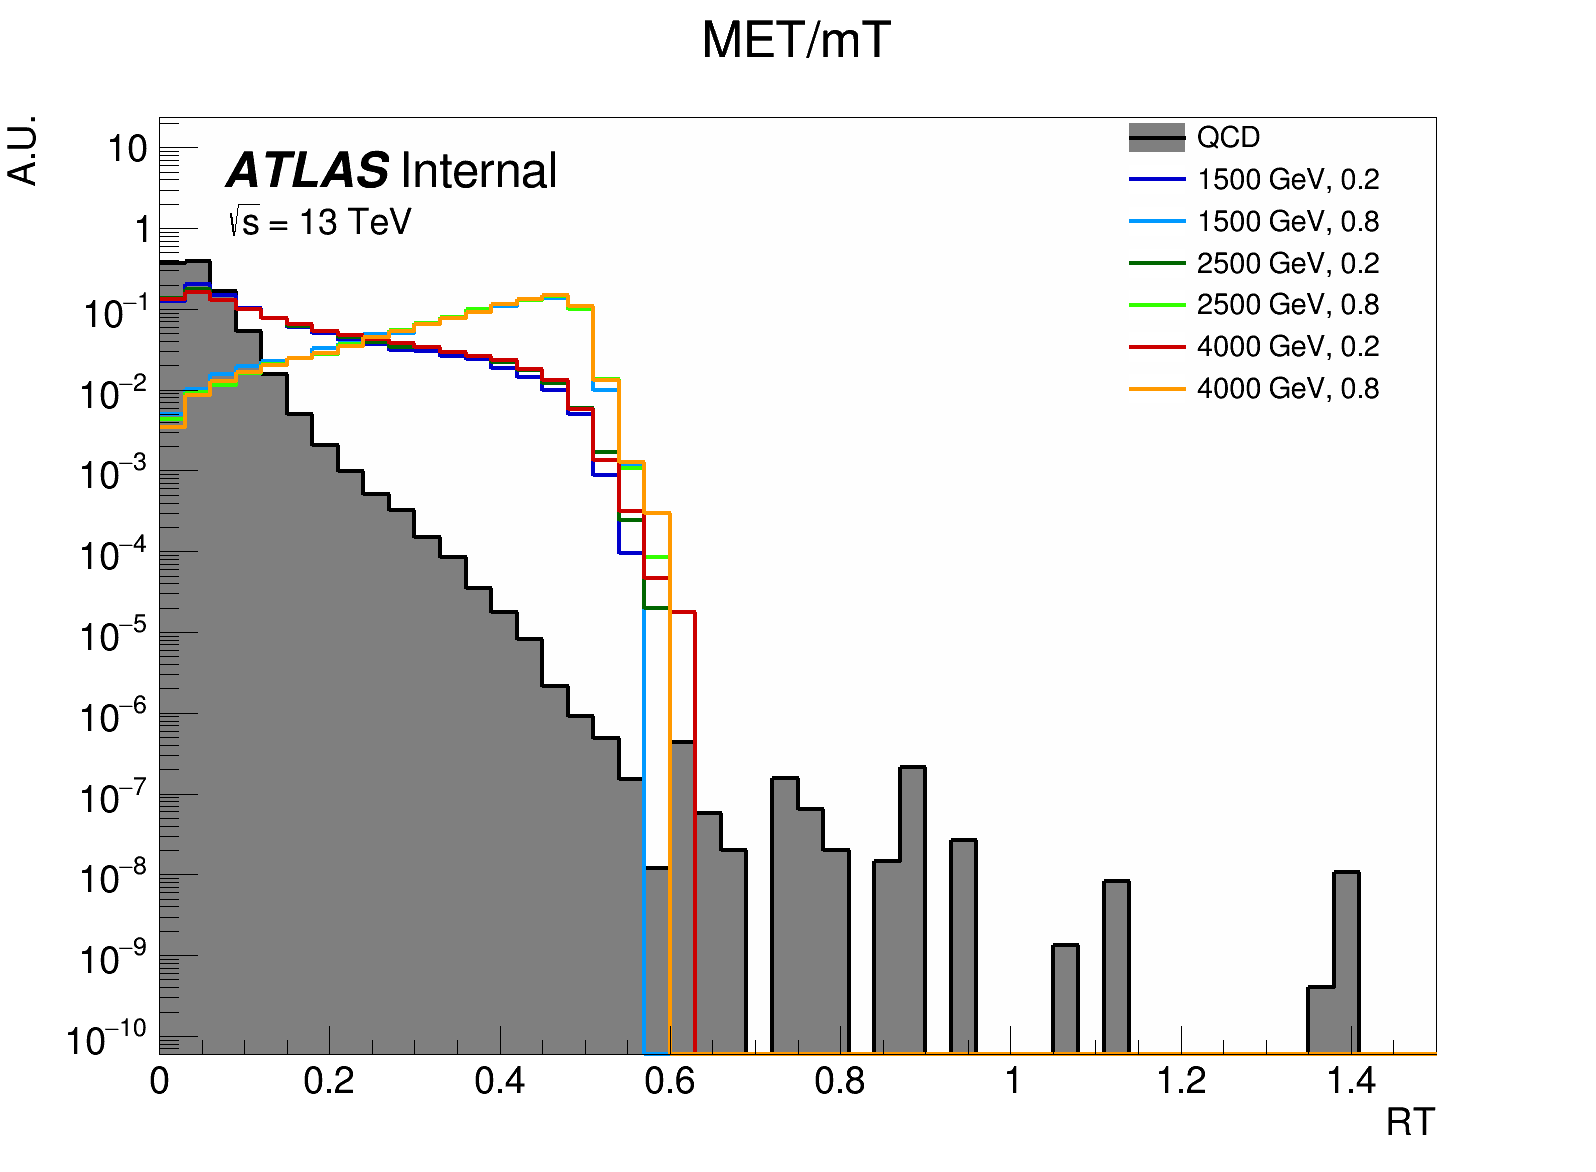 MET/mT
A.U.
ATLAS Internal
√s = 13 TeV
QCD
1500 GeV, 0.2
1500 GeV, 0.8
2500 GeV, 0.2
2500 GeV, 0.8
4000 GeV, 0.2
4000 GeV, 0.8
10
1
10⁻¹
10⁻²
10⁻³
10⁻⁴
10⁻⁵
10⁻⁶
10⁻⁷
10⁻⁸
10⁻⁹
10⁻¹⁰
0 0.2 0.4 0.6 0.8 1 1.2 1.4
RT